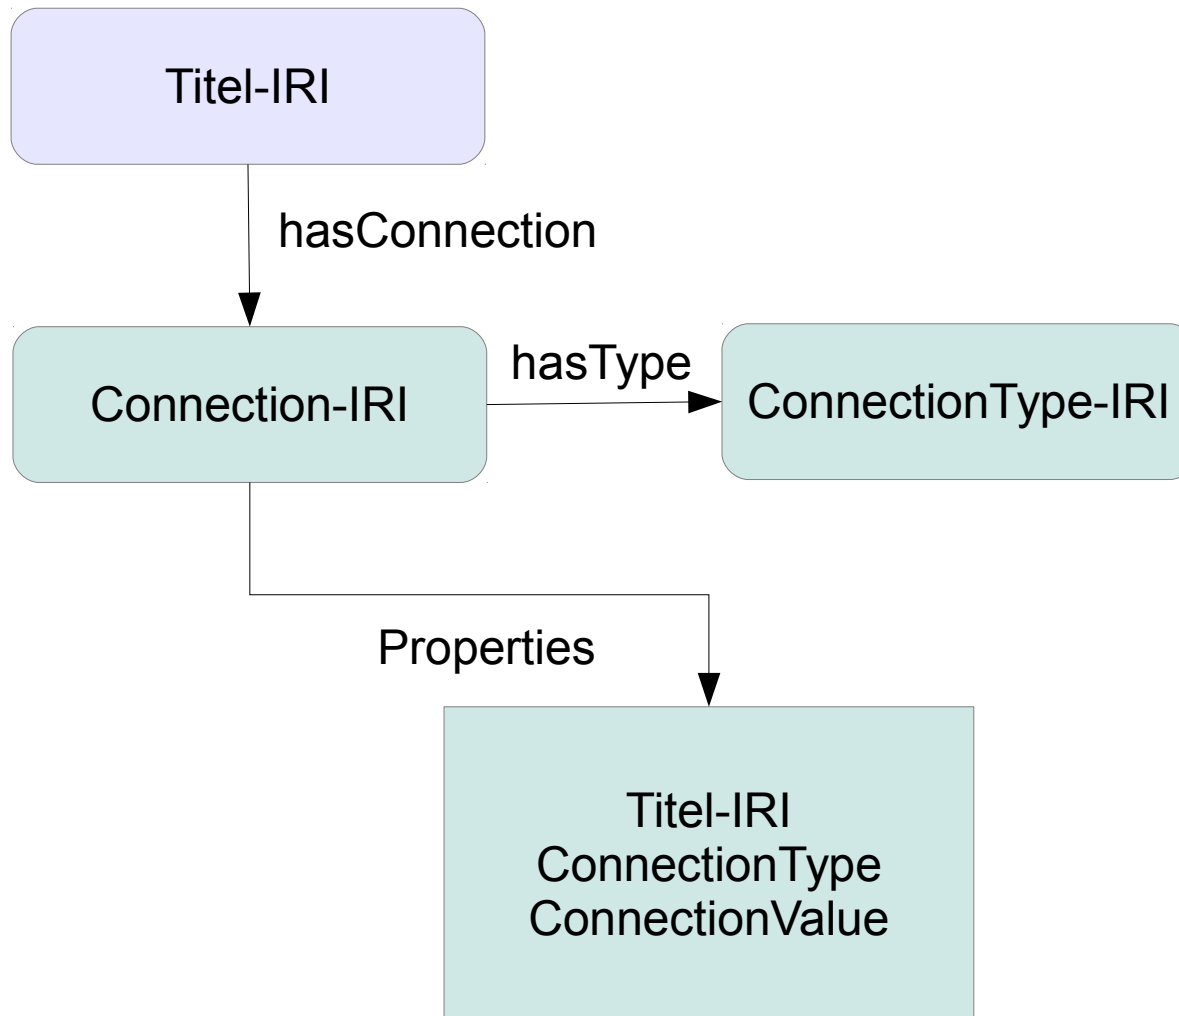 Titel-IRI
hasConnection
hasType
Connection-IRI
ConnectionType-IRI
Properties
Titel-IRI
ConnectionType
ConnectionValue